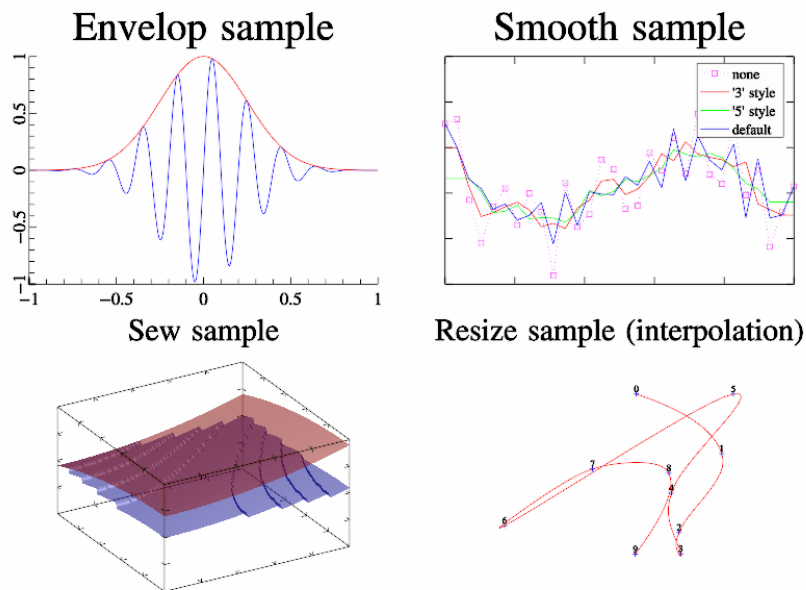 Envelop sample
Smooth sample
1
0.5
0
−0.5
−1
−1 −0.5 0 0.5 1
none
'3' style
'5' style
default
Sew sample
Resize sample (interpolation)
0
5
1
7
8
4
6
2
9
3